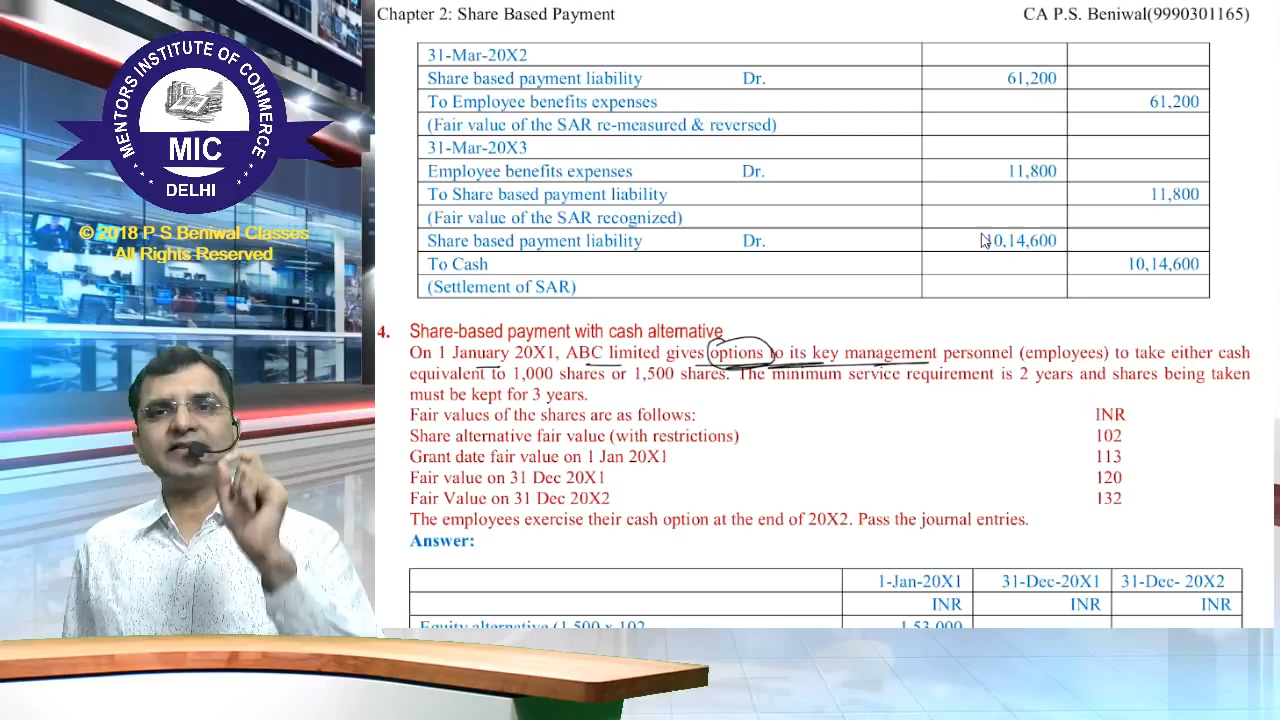 Chapter 2: Share Based Payment CA P.S. Beniwal(9990301165)
MENTORS INSTITUTE OF COMMERCE
MIC
DELHI
© 2018 P S Beniwal Classes
All Rights Reserved
31-Mar-20X2
Share based payment liability Dr. 61,200
To Employee benefits expenses 61,200
(Fair value of the SAR re-measured & reversed)
31-Mar-20X3
Employee benefits expenses Dr. 11,800
To Share based payment liability 11,800
(Fair value of the SAR recognized)
Share based payment liability Dr. 10,14,600
To Cash 10,14,600
(Settlement of SAR)
4. Share-based payment with cash alternative
On 1 January 20X1, ABC limited gives options to its key management personnel (employees) to take either cash
equivalent to 1,000 shares or 1,500 shares. The minimum service requirement is 2 years and shares being taken
must be kept for 3 years.
Fair values of the shares are as follows: INR
Share alternative fair value (with restrictions) 102
Grant date fair value on 1 Jan 20X1 113
Fair value on 31 Dec 20X1 120
Fair Value on 31 Dec 20X2 132
The employees exercise their cash option at the end of 20X2. Pass the journal entries.
Answer:
1-Jan-20X1 31-Dec-20X1 31-Dec- 20X2
INR INR INR
Equity alternative (1,500 x 102 1,53,000